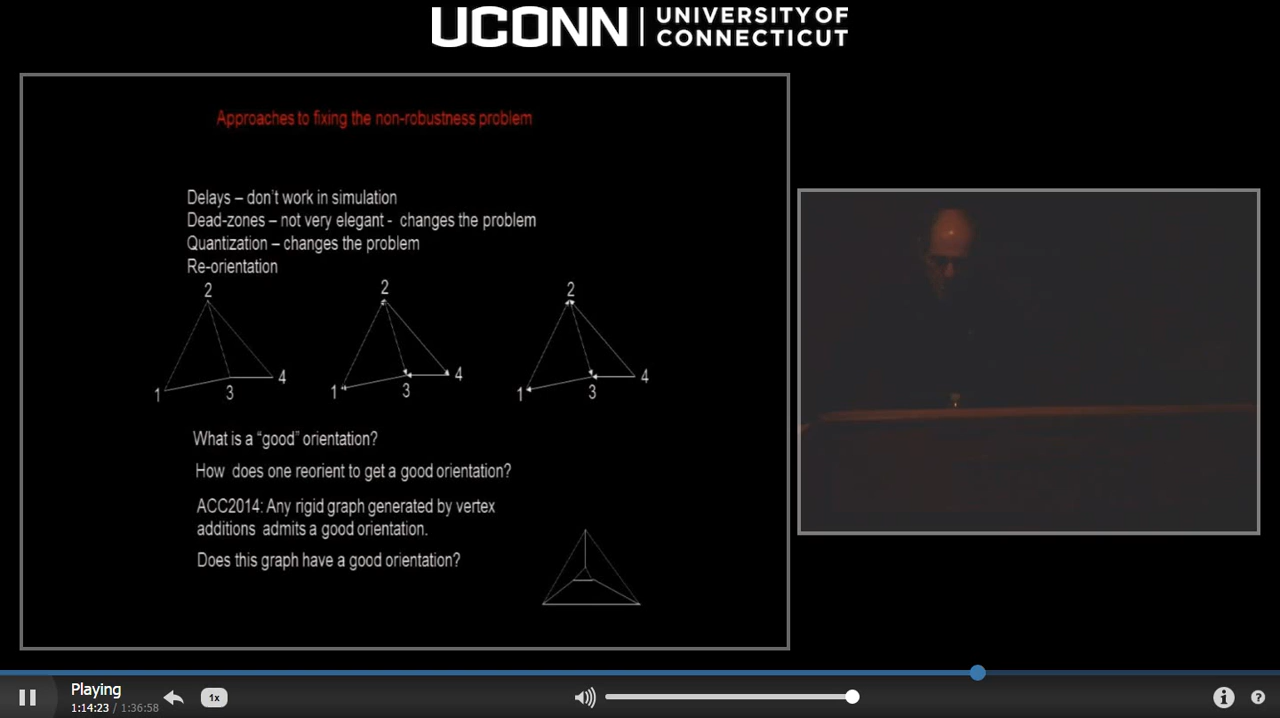 UCONN
UNIVERSITY OF
CONNECTICUT
Approaches to fixing the non-robustness problem
Delays – don't work in simulation
Dead-zones – not very elegant - changes the problem
Quantization – changes the problem
Re-orientation
2
2
2
1
3
4
1
3
4
1
3
4
What is a “good” orientation?
How does one reorient to get a good orientation?
ACC2014: Any rigid graph generated by vertex
additions admits a good orientation.
Does this graph have a good orientation?
Playing
1:14:23 / 1:36:58
1x